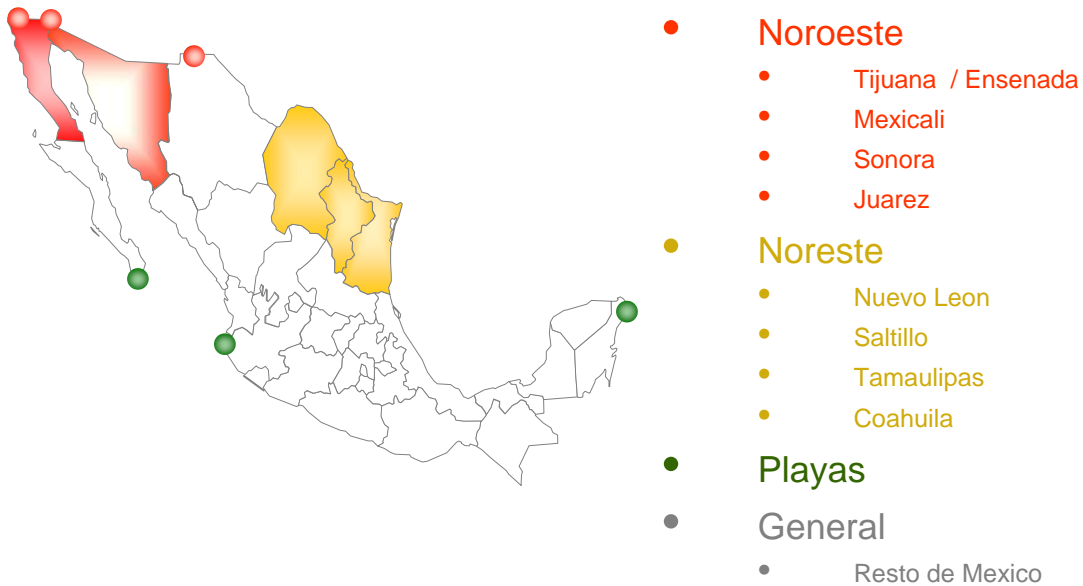 Noroeste
Tijuana / Ensenada
Mexicali
Sonora
Juarez
Noreste
Nuevo Leon
Saltillo
Tamaulipas
Coahuila
Playas
General
Resto de Mexico